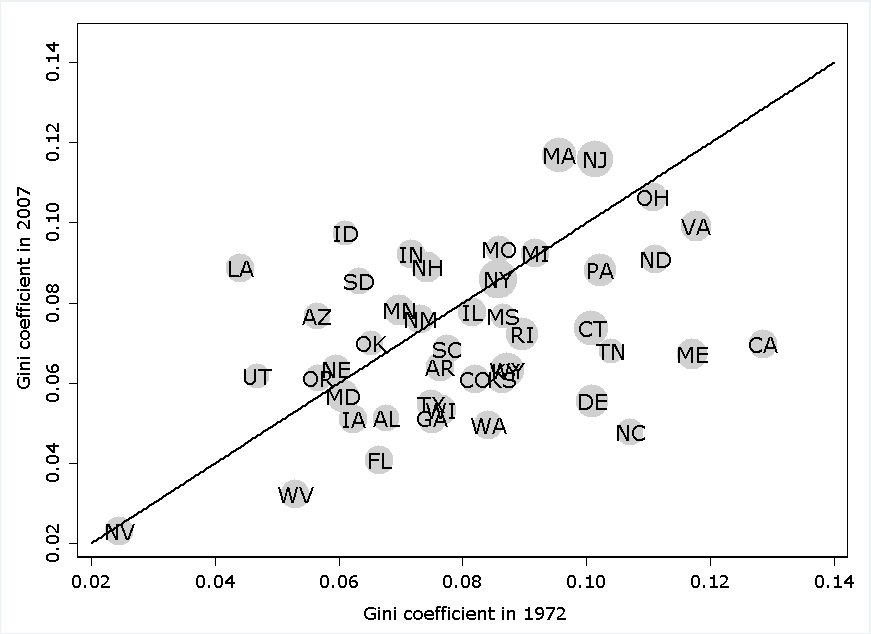 Gini coefficient in 2007
0.14
0.12
0.10
0.08
0.06
0.04
0.02
MA NJ
OH
VA
ID
MO
IN MI
ND
LA NH
PA
NY
SD
MN IL
AZ NM MS
CT
RI
OK
CA
SC TN
ME
AR
NE
UT OR CO KS WY
MD
DE
TX
WI
IA AL GA
WA
NC
FL
WV
NV
0.02 0.04 0.06 0.08 0.10 0.12 0.14
Gini coefficient in 1972